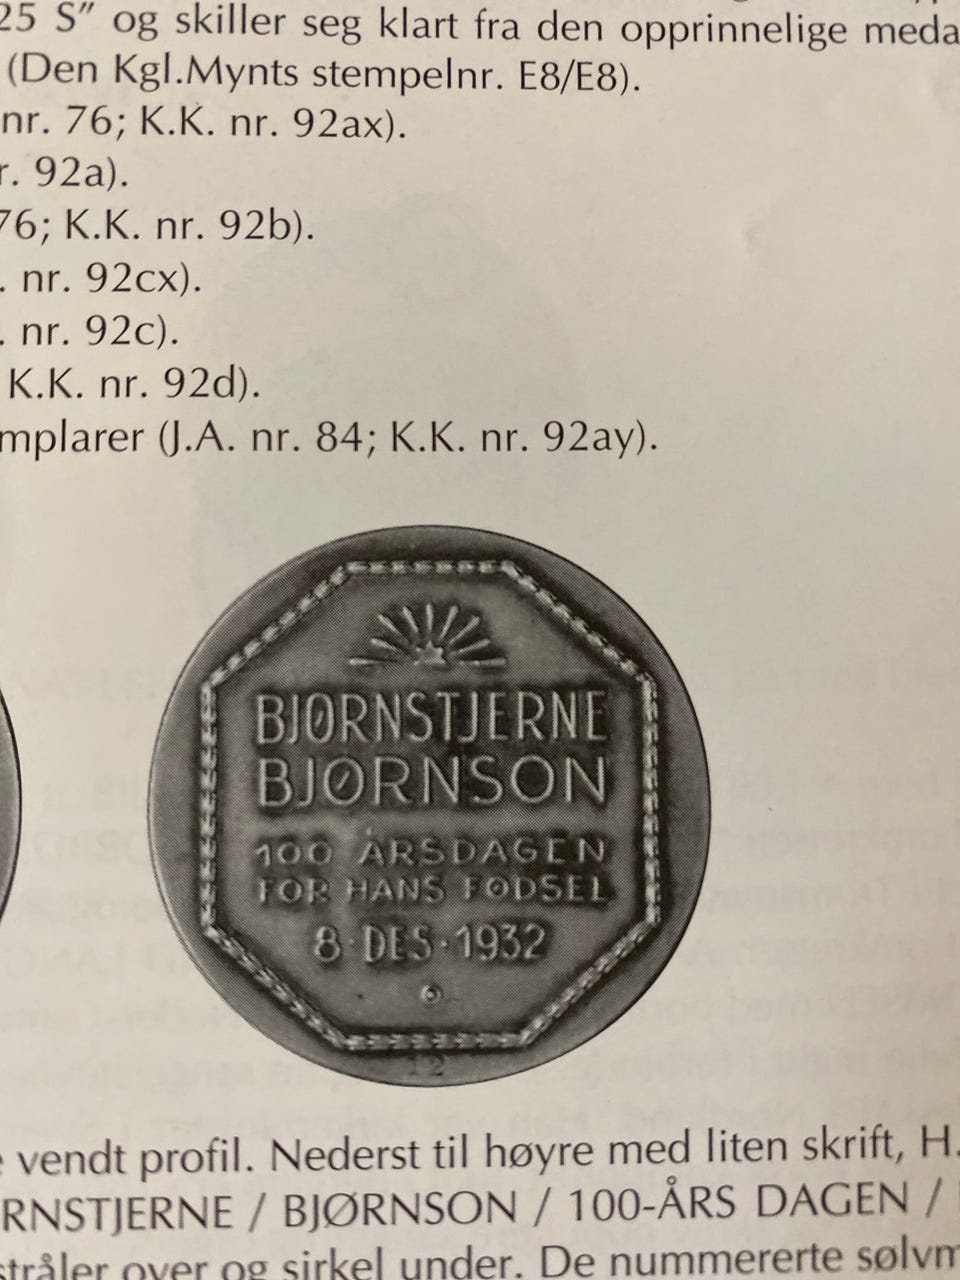 25 S” og skiller seg klart fra den opprinnelige meda
(Den Kgl.Mynts stempelnr. E8/E8).
nr. 76; K.K. nr. 92ax).
r. 92a).
76; K.K. nr. 92b).
. nr. 92cx).
. nr. 92c).
K.K. nr. 92d).
mplarer (J.A. nr. 84; K.K. nr. 92ay).
BJØRNSTJERNE
BJØRNSON
100 ÅRSDAGEN
FOR HANS FØDSEL
8·DES·1932
12
e vendt profil. Nederst til høyre med liten skrift, H.
RNSTJERNE / BJØRNSON / 100-ÅRS DAGEN /
stråler over og sirkel under. De nummererte sølvm